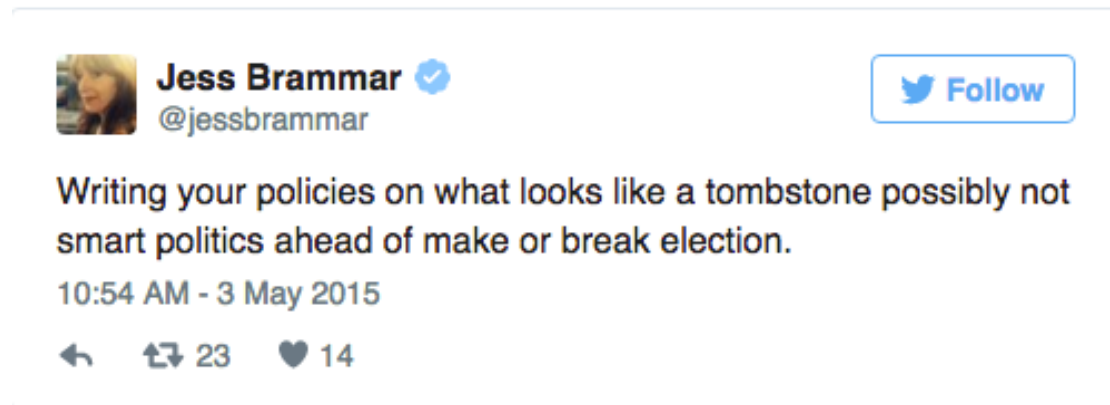 Jess Brammar
@jessbrammar
Follow
Writing your policies on what looks like a tombstone possibly not
smart politics ahead of make or break election.
10:54 AM - 3 May 2015
23 14